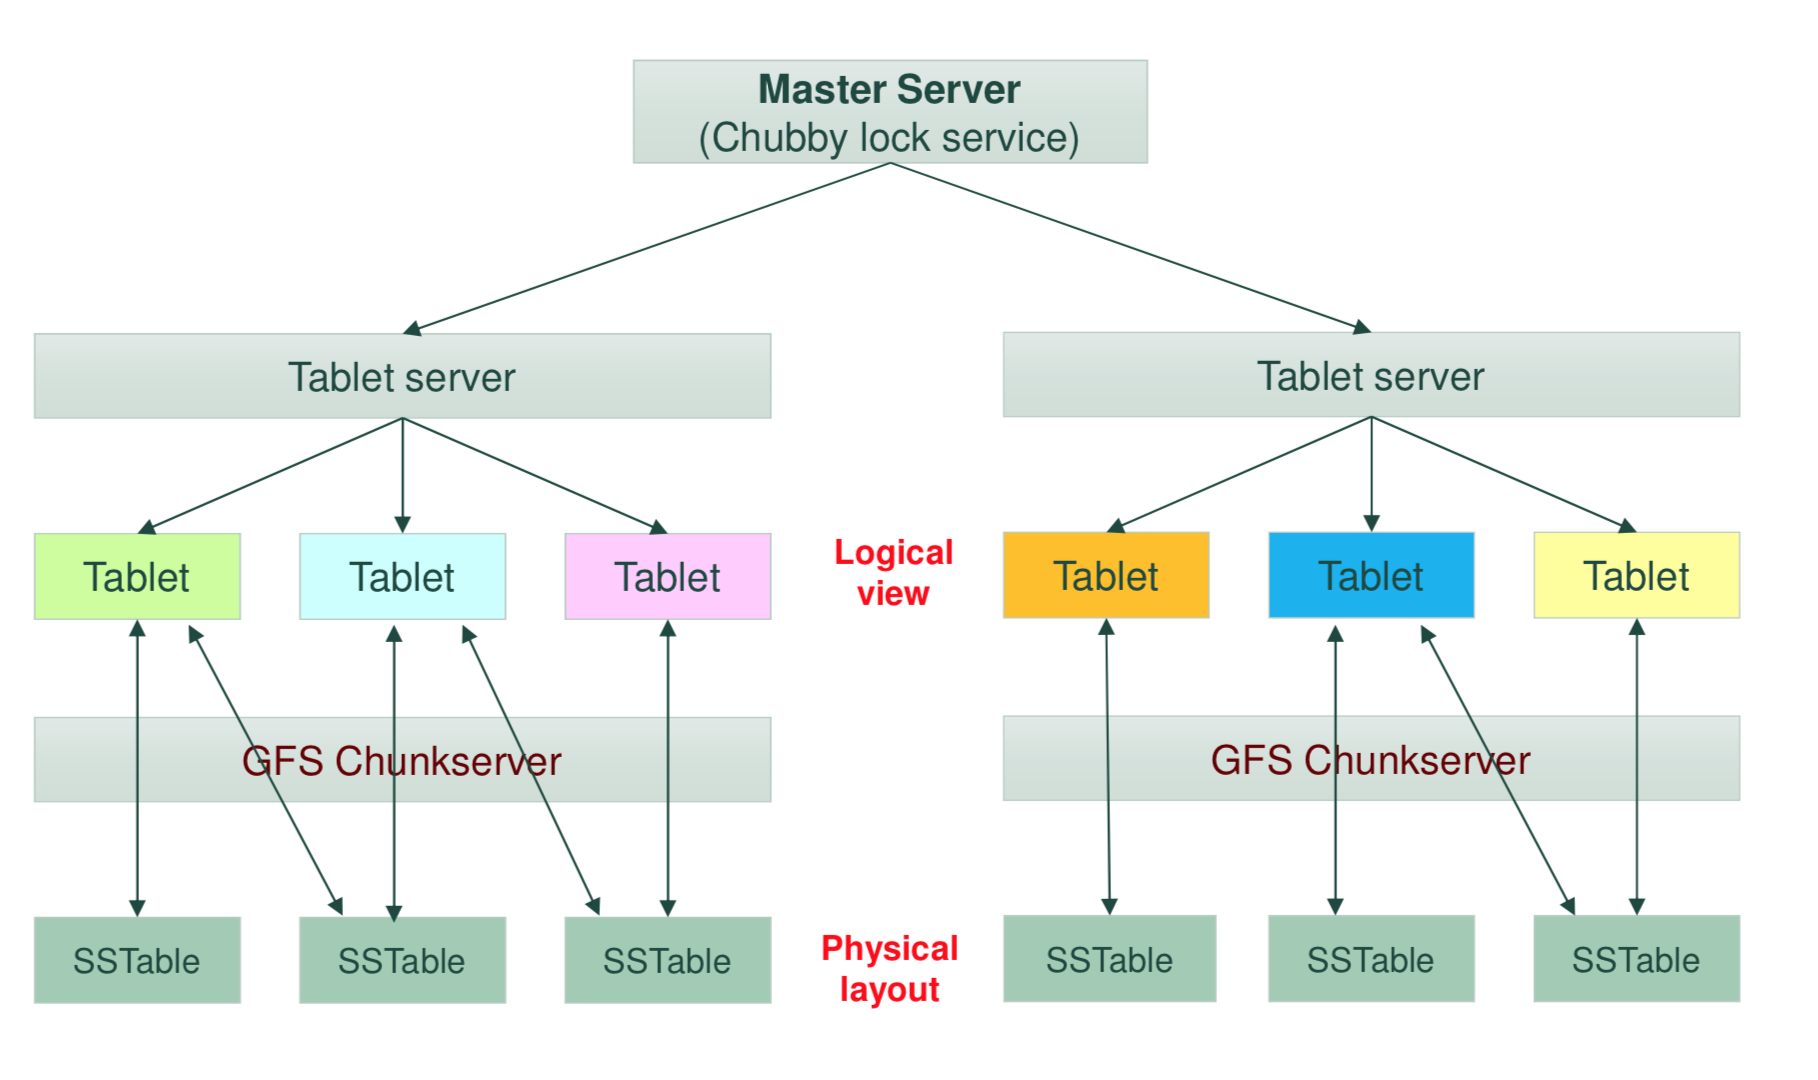 Master Server
(Chubby lock service)
Tablet server
Tablet server
Tablet
Tablet
Tablet
Logical
view
Tablet
Tablet
Tablet
GFS Chunkserver
GFS Chunkserver
SSTable
SSTable
SSTable
Physical
layout
SSTable
SSTable
SSTable